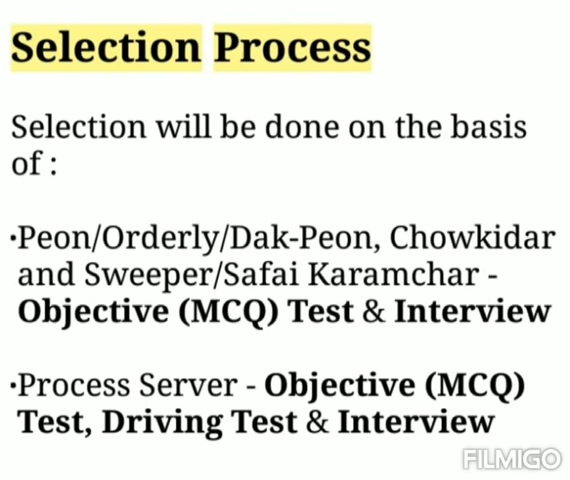 Selection Process
Selection will be done on the basis
of :
·Peon/Orderly/Dak-Peon, Chowkidar
and Sweeper/Safai Karamchar -
Objective (MCQ) Test & Interview
·Process Server - Objective (MCQ)
Test, Driving Test & Interview
FILMIGO